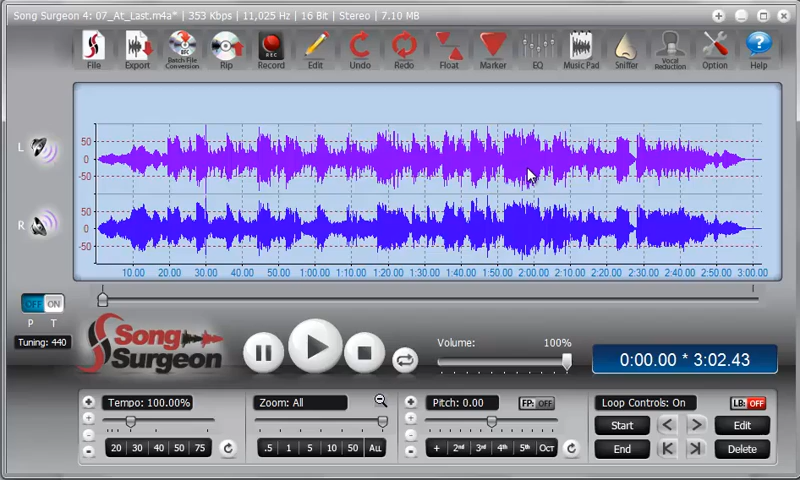 Song Surgeon 4: 07_At_Last.m4a* | 353 Kbps | 11,025 Hz | 16 Bit | Stereo | 7.10 MB
File Export Batch File Conversion Rip Record Edit Undo Redo Float Marker EQ Music Pad Sniffer Vocal Reduction Option Help
REC
L
50
0
-50
R
50
0
-50
10.00 20.00 30.00 40.00 50.00 1:00.00 1:10.00 1:20.00 1:30.00 1:40.00 1:50.00 2:00.00 2:10.00 2:20.00 2:30.00 2:40.00 2:50.00 3:00.00
OFF ON
P T
Tuning: 440
Song Surgeon
Volume: 100%
0:00.00 * 3:02.43
Tempo: 100.00%
20 30 40 50 75
Zoom: All
.5 1 5 10 50 ALL
Pitch: 0.00 FP: OFF
+ 2nd 3rd 4th 5th Oct
Loop Controls: On LB: OFF
Start < > Edit
End Delete